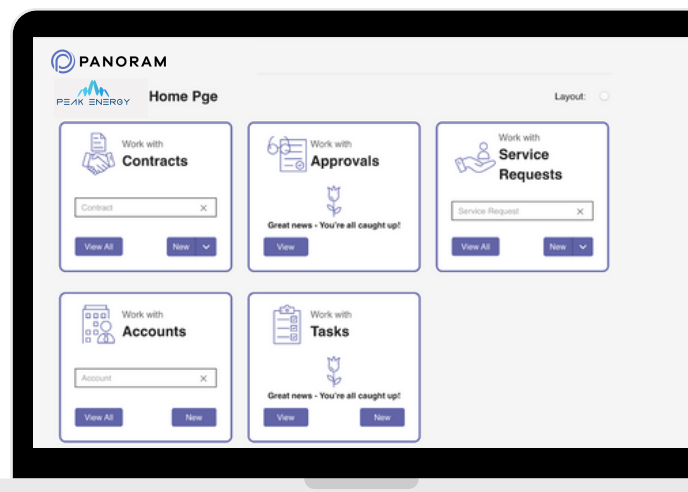 PANORAM
PEAK ENERGY
Home Pge
Layout:
Work with
Contracts
Contract
View All
New
Work with
Approvals
Great news - You're all caught up!
View
Work with
Service
Requests
Service Request
View All
New
Work with
Accounts
Account
View All
New
Work with
Tasks
Great news - You're all caught up!
View
New